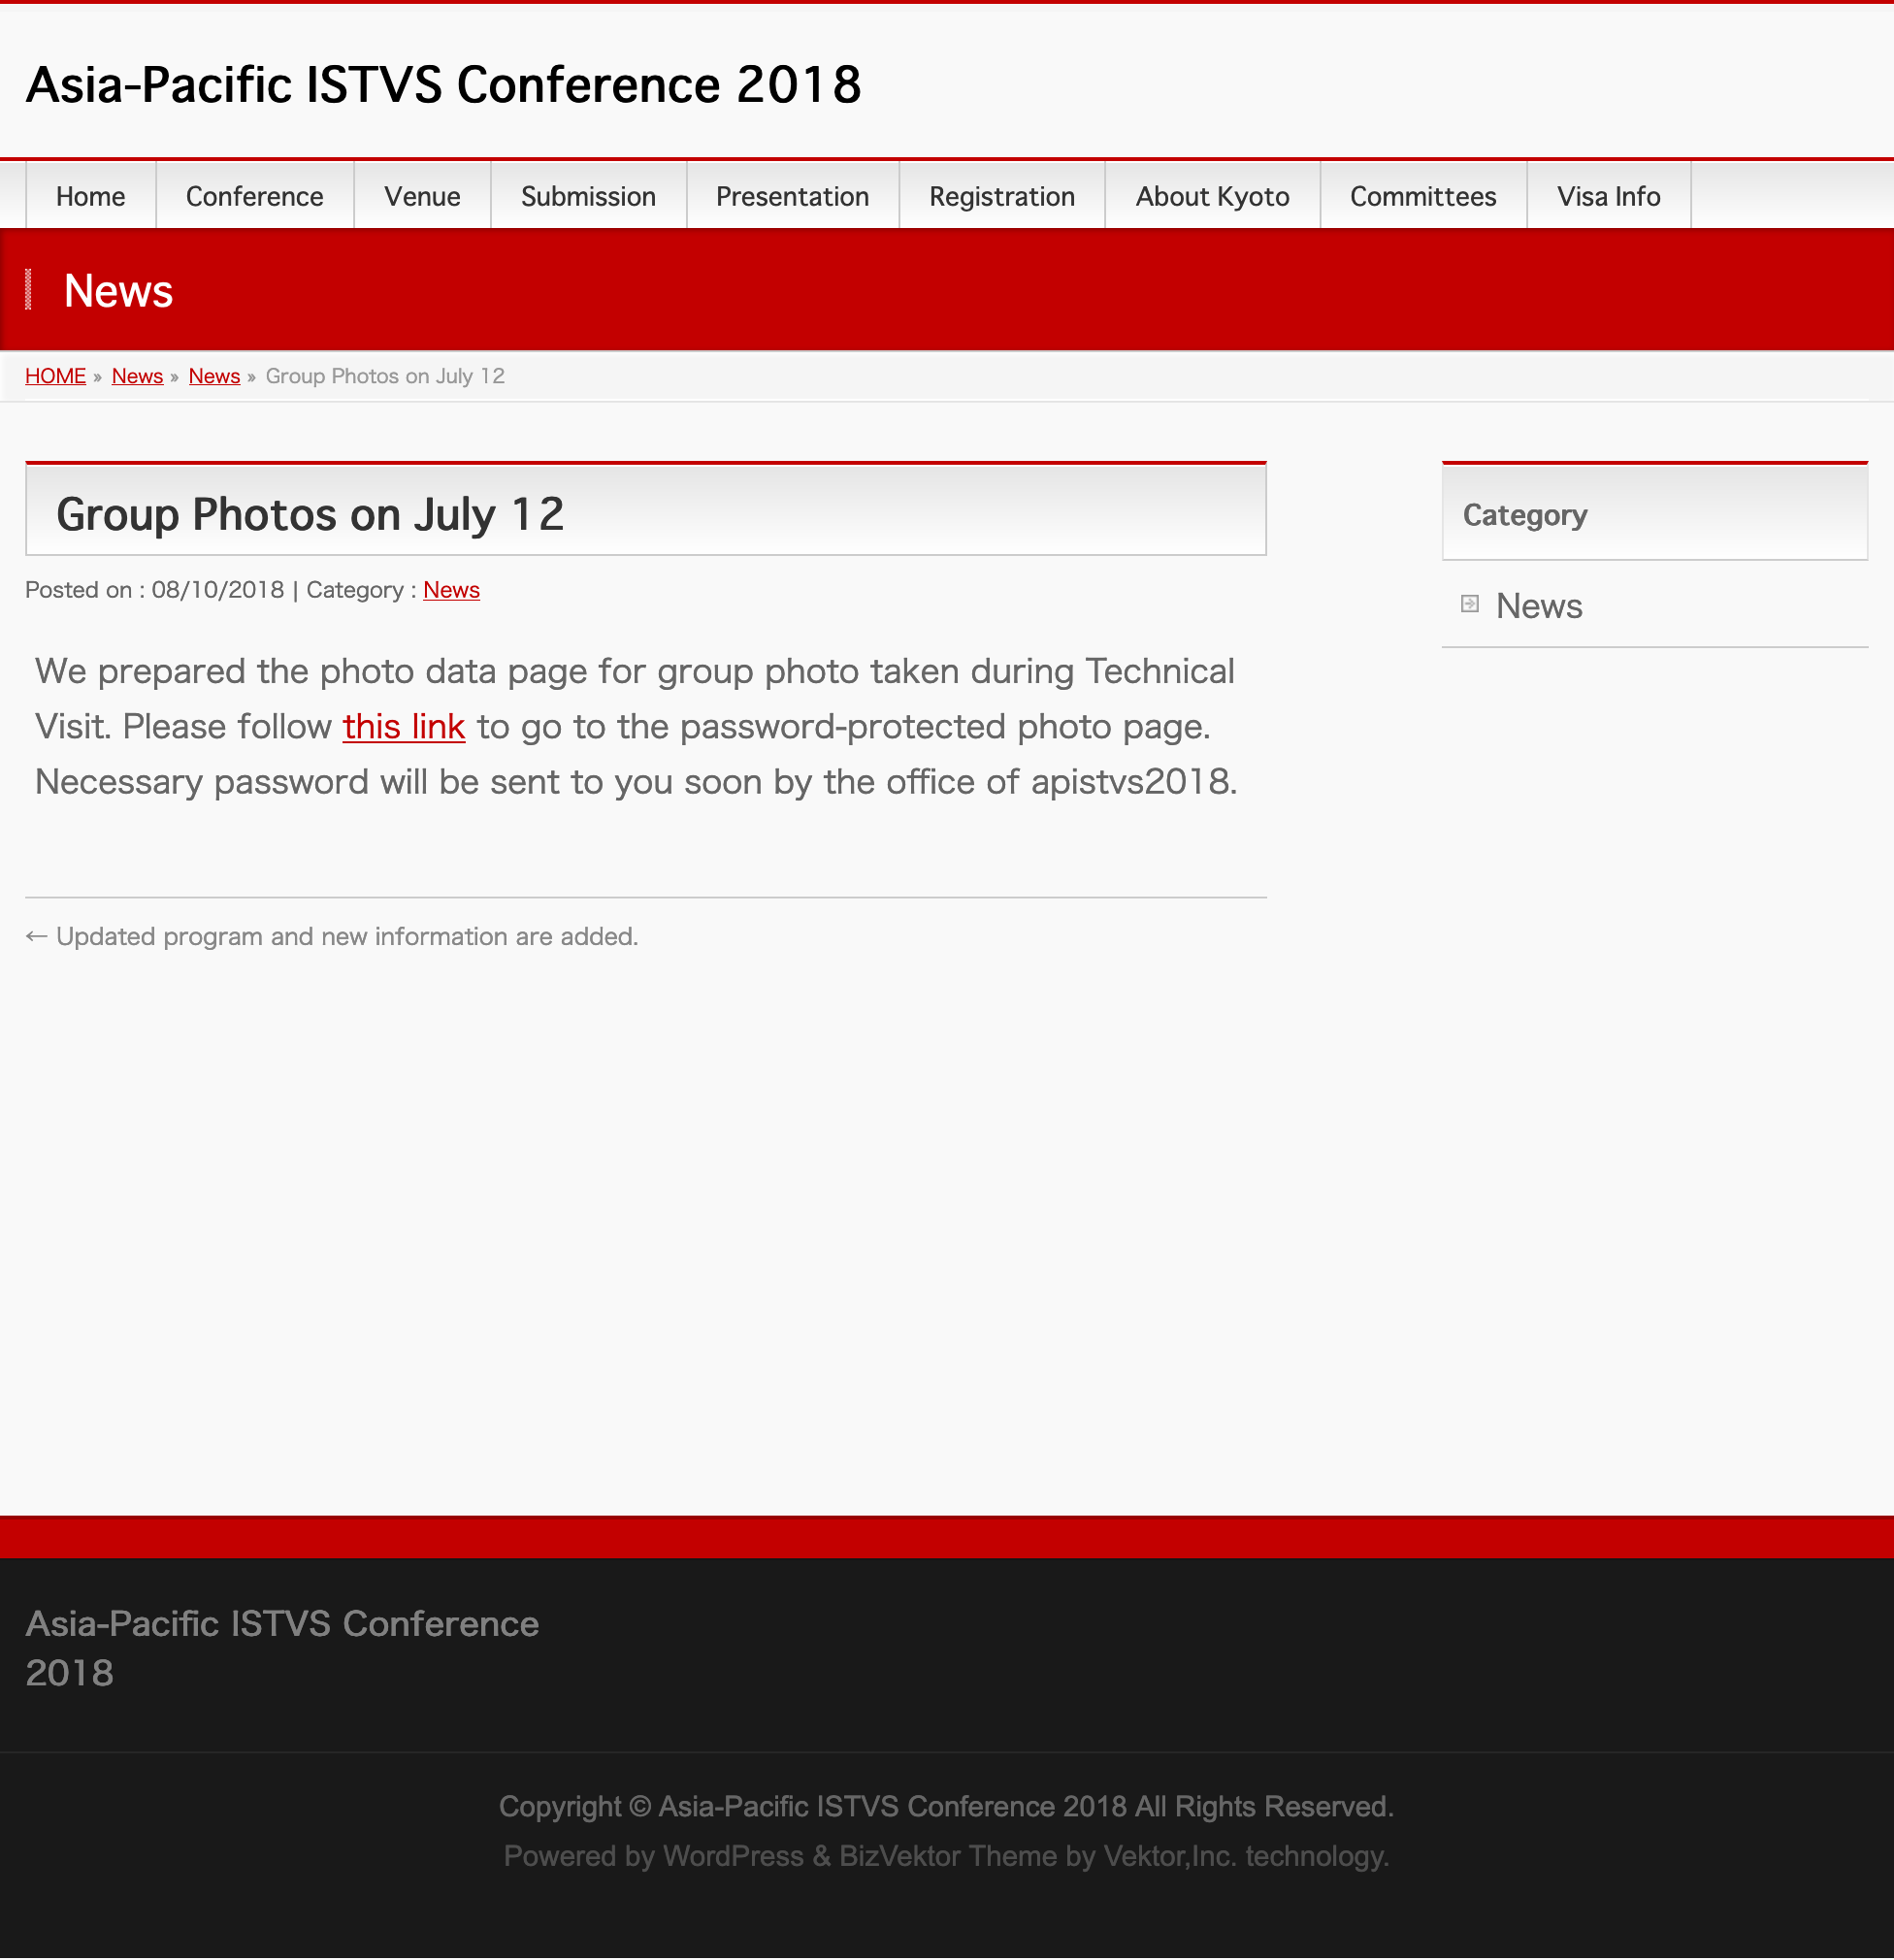 Asia-Pacific ISTVS Conference 2018
Home Conference Venue Submission Presentation Registration About Kyoto Committees Visa Info
News
HOME » News » News » Group Photos on July 12
Group Photos on July 12
Posted on : 08/10/2018 | Category : News
We prepared the photo data page for group photo taken during Technical
Visit. Please follow this link to go to the password-protected photo page.
Necessary password will be sent to you soon by the office of apistvs2018.
← Updated program and new information are added.
Category
News
Asia-Pacific ISTVS Conference
2018
Copyright © Asia-Pacific ISTVS Conference 2018 All Rights Reserved.
Powered by WordPress & BizVektor Theme by Vektor,Inc. technology.